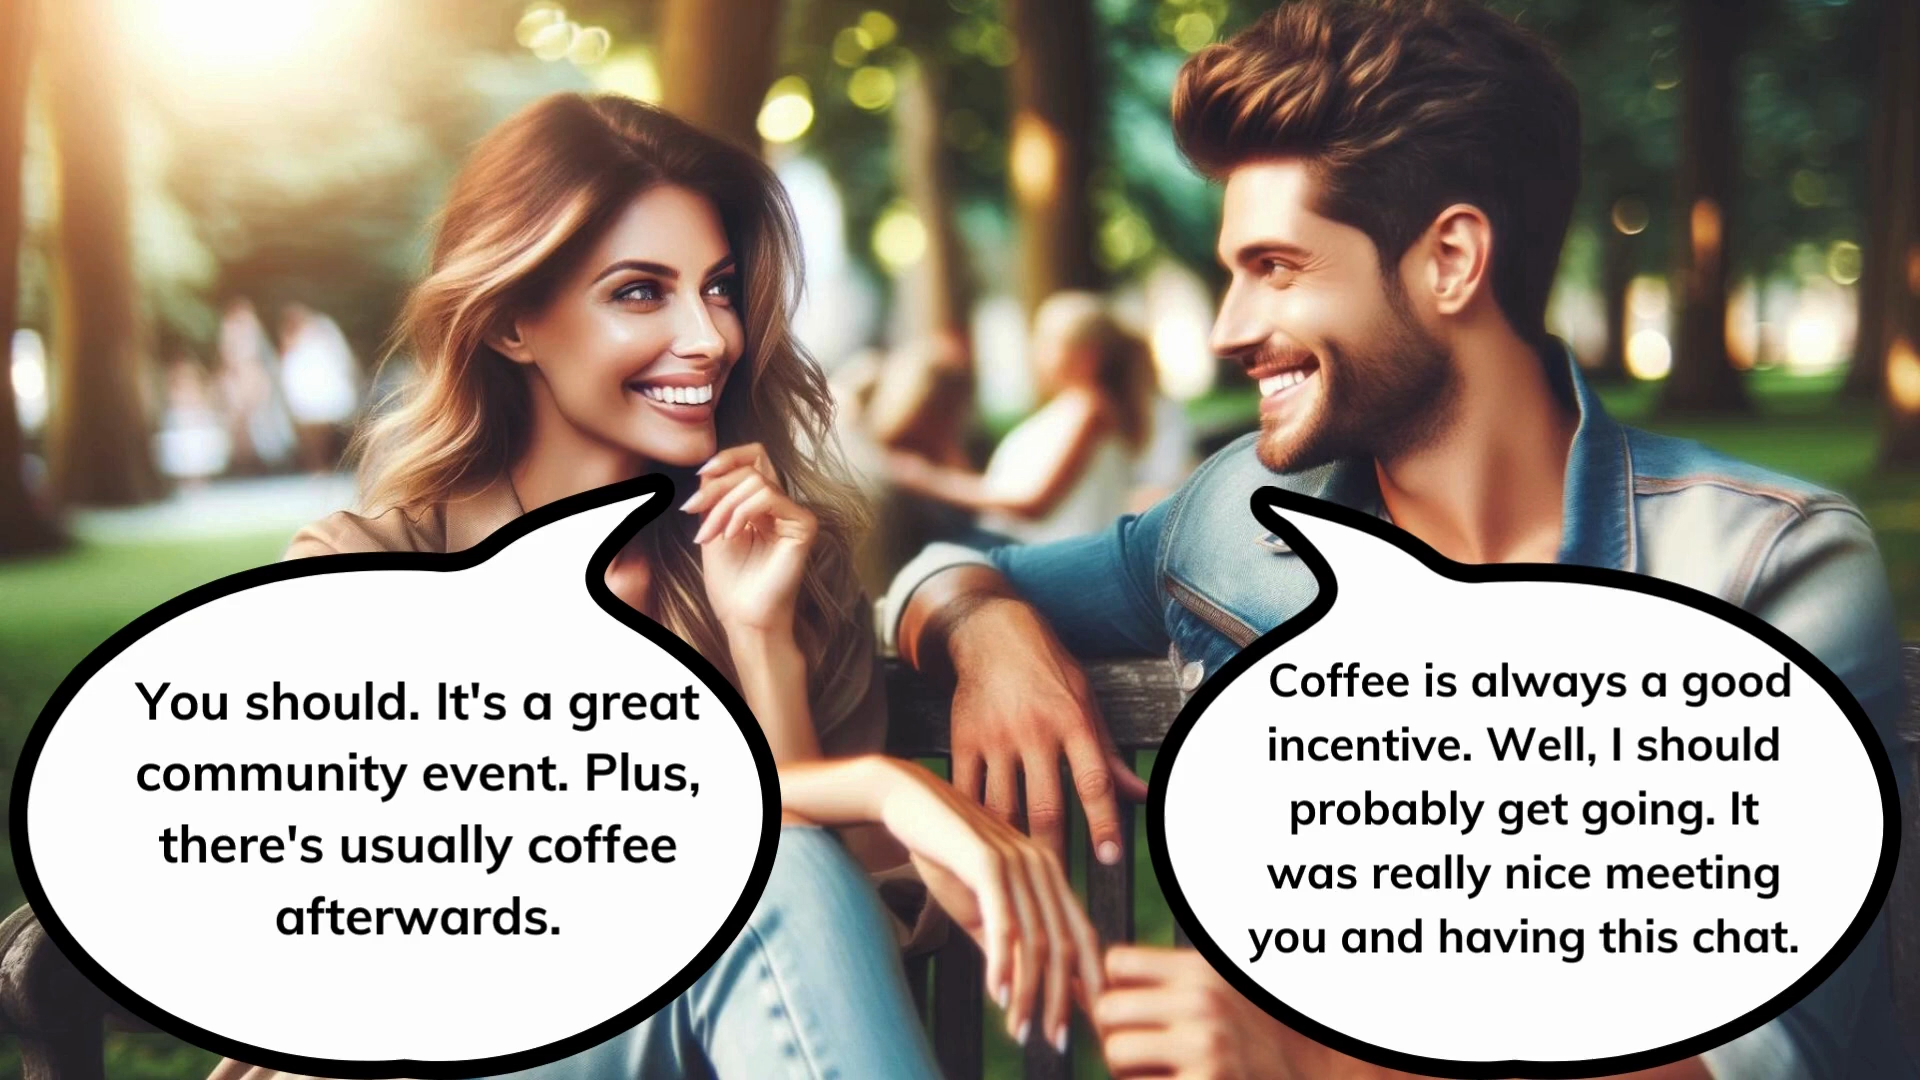 You should. It's a great
community event. Plus,
there's usually coffee
afterwards.
Coffee is always a good
incentive. Well, I should
probably get going. It
was really nice meeting
you and having this chat.